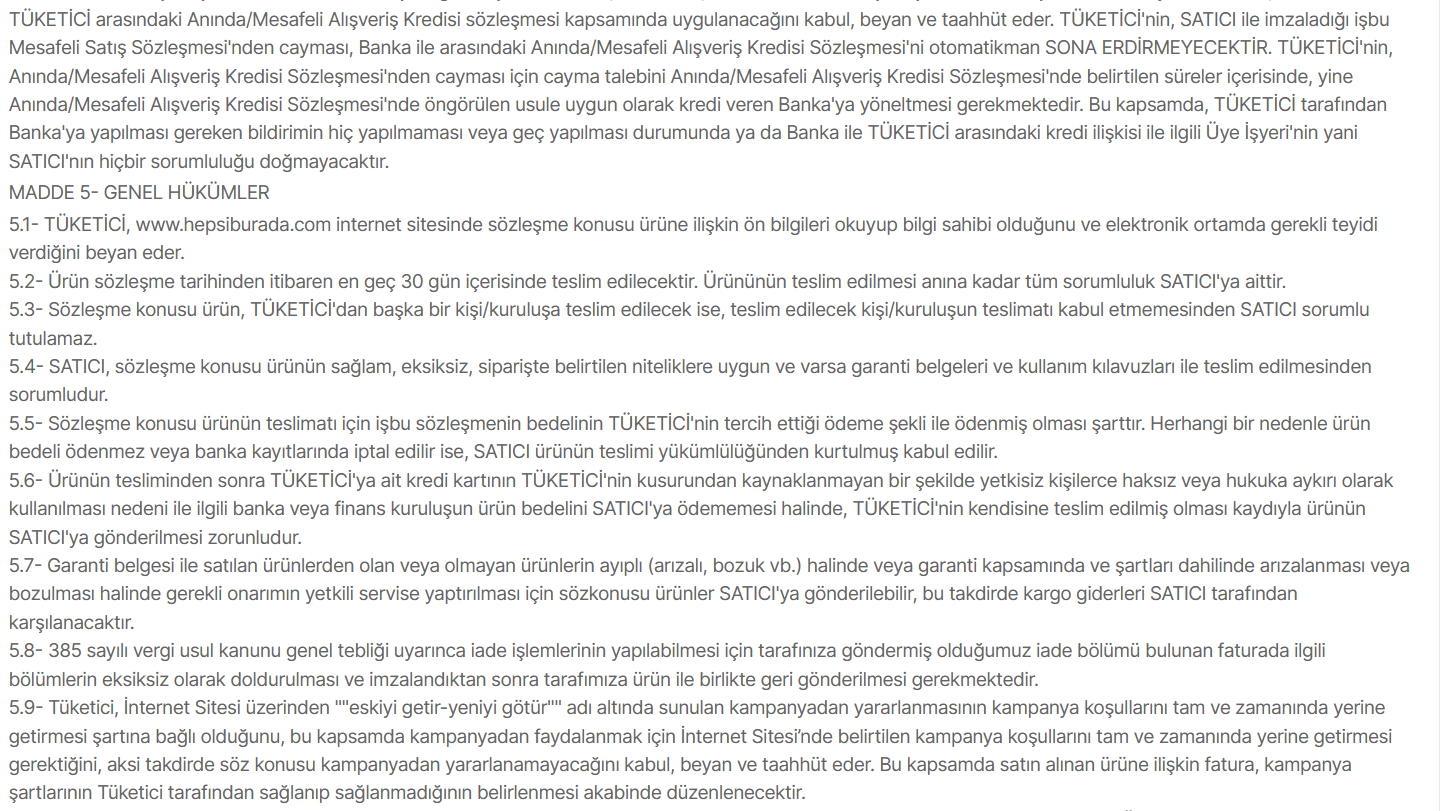 TÜKETİCİ arasındaki Anında/Mesafeli Alışveriş Kredisi sözleşmesi kapsamında uygulanacağını kabul, beyan ve taahhüt eder. TÜKETİCİ'nin, SATICI ile imzaladığı işbu
Mesafeli Satış Sözleşmesi'nden cayması, Banka ile arasındaki Anında/Mesafeli Alışveriş Kredisi Sözleşmesi'ni otomatikman SONA ERDİRMEYECEKTİR. TÜKETİCİ'nin,
Anında/Mesafeli Alışveriş Kredisi Sözleşmesi'nden cayması için cayma talebini Anında/Mesafeli Alışveriş Kredisi Sözleşmesi'nde belirtilen süreler içerisinde, yine
Anında/Mesafeli Alışveriş Kredisi Sözleşmesi'nde öngörülen usule uygun olarak kredi veren Banka'ya yöneltmesi gerekmektedir. Bu kapsamda, TÜKETİCİ tarafından
Banka'ya yapılması gereken bildirimin hiç yapılmaması veya geç yapılması durumunda ya da Banka ile TÜKETİCİ arasındaki kredi ilişkisi ile ilgili Üye İşyeri'nin yani
SATICI'nın hiçbir sorumluluğu doğmayacaktır.
MADDE 5- GENEL HÜKÜMLER
5.1- TÜKETİCİ, www.hepsiburada.com internet sitesinde sözleşme konusu ürüne ilişkin ön bilgileri okuyup bilgi sahibi olduğunu ve elektronik ortamda gerekli teyidi
verdiğini beyan eder.
5.2- Ürün sözleşme tarihinden itibaren en geç 30 gün içerisinde teslim edilecektir. Ürününün teslim edilmesi anına kadar tüm sorumluluk SATICI'ya aittir.
5.3- Sözleşme konusu ürün, TÜKETİCİ'dan başka bir kişi/kuruluşa teslim edilecek ise, teslim edilecek kişi/kuruluşun teslimatı kabul etmemesinden SATICI sorumlu
tutulamaz.
5.4- SATICI, sözleşme konusu ürünün sağlam, eksiksiz, siparişte belirtilen niteliklere uygun ve varsa garanti belgeleri ve kullanım kılavuzları ile teslim edilmesinden
sorumludur.
5.5- Sözleşme konusu ürünün teslimatı için işbu sözleşmenin bedelinin TÜKETİCİ'nin tercih ettiği ödeme şekli ile ödenmiş olması şarttır. Herhangi bir nedenle ürün
bedeli ödenmez veya banka kayıtlarında iptal edilir ise, SATICI ürünün teslimi yükümlülüğünden kurtulmuş kabul edilir.
5.6- Ürünün tesliminden sonra TÜKETİCİ'ya ait kredi kartının TÜKETİCİ'nin kusurundan kaynaklanmayan bir şekilde yetkisiz kişilerce haksız veya hukuka aykırı olarak
kullanılması nedeni ile ilgili banka veya finans kuruluşun ürün bedelini SATICI'ya ödememesi halinde, TÜKETİCİ'nin kendisine teslim edilmiş olması kaydıyla ürünün
SATICI'ya gönderilmesi zorunludur.
5.7- Garanti belgesi ile satılan ürünlerden olan veya olmayan ürünlerin ayıplı (arızalı, bozuk vb.) halinde veya garanti kapsamında ve şartları dahilinde arızalanması veya
bozulması halinde gerekli onarımın yetkili servise yaptırılması için sözkonusu ürünler SATICI'ya gönderilebilir, bu takdirde kargo giderleri SATICI tarafından
karşılanacaktır.
5.8- 385 sayılı vergi usul kanunu genel tebliği uyarınca iade işlemlerinin yapılabilmesi için tarafınıza göndermiş olduğumuz iade bölümü bulunan faturada ilgili
bölümlerin eksiksiz olarak doldurulması ve imzalandıktan sonra tarafımıza ürün ile birlikte geri gönderilmesi gerekmektedir.
5.9- Tüketici, İnternet Sitesi üzerinden ""eskiyi getir-yeniyi götür"" adı altında sunulan kampanyadan yararlanmasının kampanya koşullarını tam ve zamanında yerine
getirmesi şartına bağlı olduğunu, bu kapsamda kampanyadan faydalanmak için İnternet Sitesi’nde belirtilen kampanya koşullarını tam ve zamanında yerine getirmesi
gerektiğini, aksi takdirde söz konusu kampanyadan yararlanamayacağını kabul, beyan ve taahhüt eder. Bu kapsamda satın alınan ürüne ilişkin fatura, kampanya
şartlarının Tüketici tarafından sağlanıp sağlanmadığının belirlenmesi akabinde düzenlenecektir.